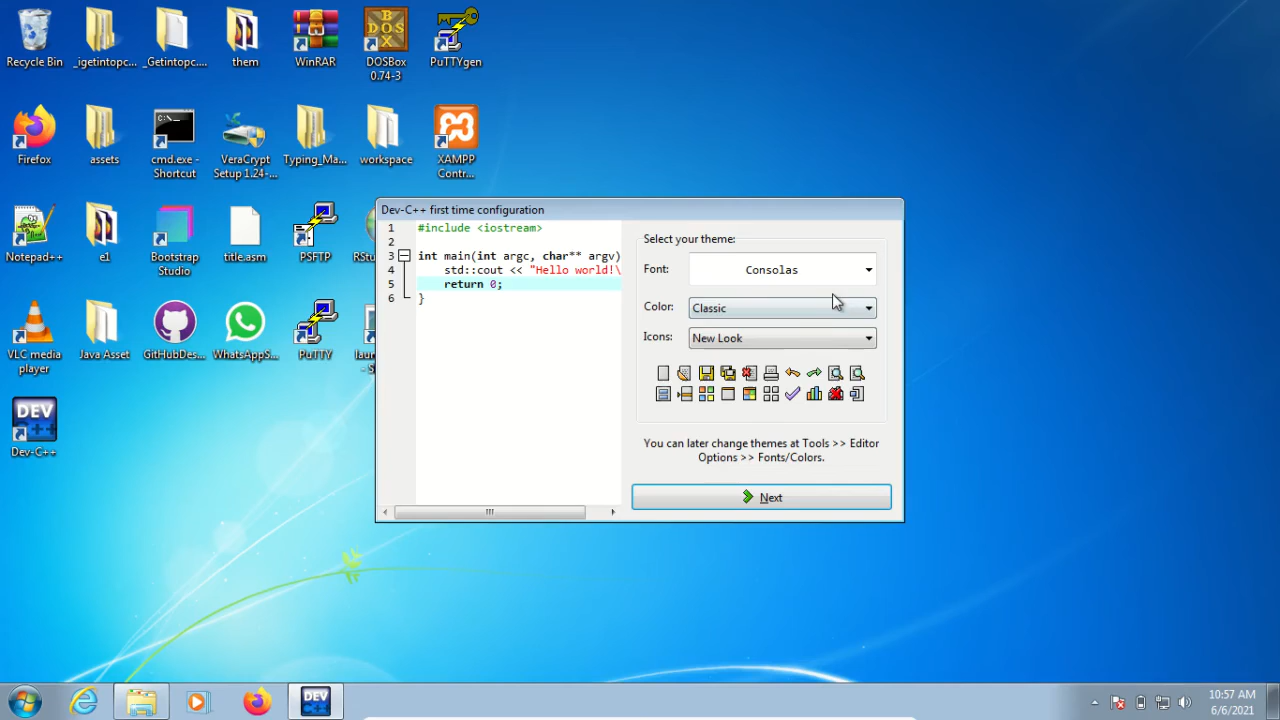 Recycle Bin
_igetintopc...
_Getintopc....
them
WinRAR
DOSBox
0.74-3
PuTTYgen
Firefox
assets
cmd.exe -
Shortcut
VeraCrypt
Setup 1.24-...
Typing_Ma...
workspace
XAMPP
Contr...
Notepad++
e1
Bootstrap
Studio
title.asm
PSFTP
VLC media
player
Java Asset
GitHubDes...
WhatsAppS...
PuTTY
DEV
C++
Dev-C++
Dev-C++ first time configuration
1 #include <iostream>
2
3 int main(int argc, char** argv)
4 std::cout << "Hello world!\
5 return 0;
6 }
Select your theme:
Font: Consolas
Color: Classic
Icons: New Look
You can later change themes at Tools >> Editor
Options >> Fonts/Colors.
Next
DEV
10:57 AM
6/6/2021